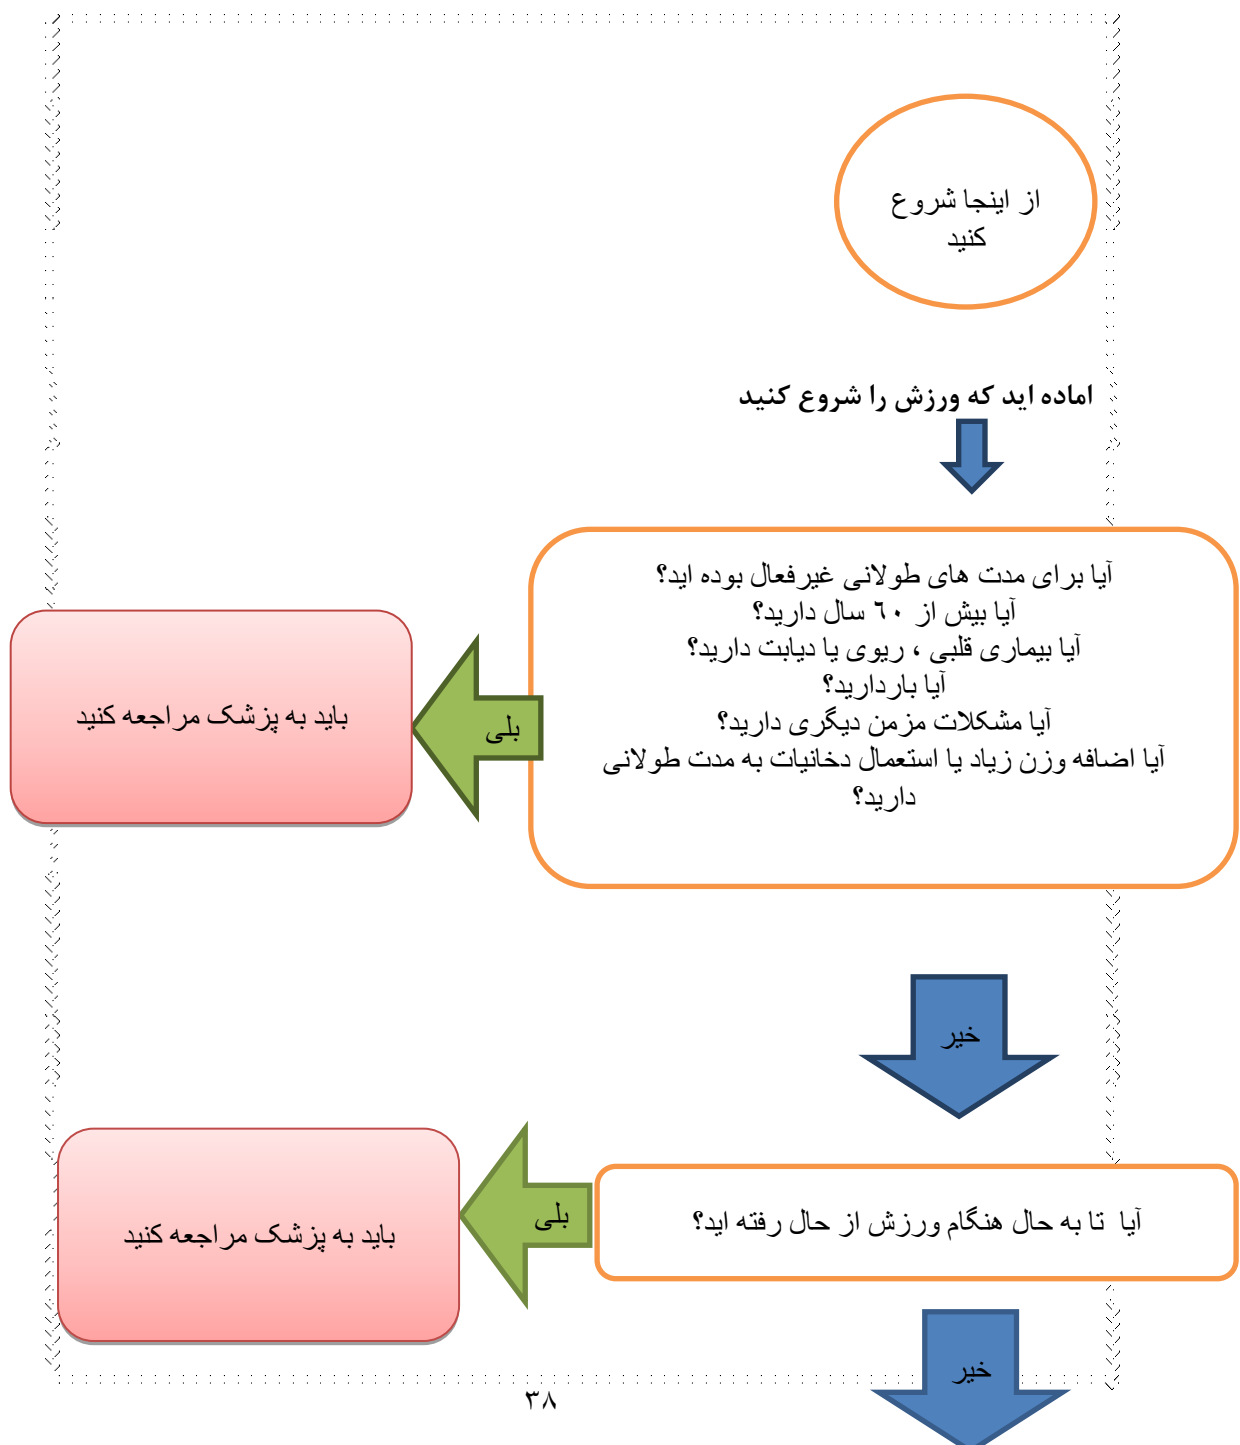 از اینجا شروع
کنید
اماده اید که ورزش را شروع کنید
آیا برای مدت های طولانی غیرفعال بوده اید؟
آیا بیش از ٦٠ سال دارید؟
آیا بیماری قلبی ، ریوی یا دیابت دارید؟
آیا باردارید؟
آیا مشکلات مزمن دیگری دارید؟
آیا اضافه وزن زیاد یا استعمال دخانیات به مدت طولانی
دارید؟
بلی
باید به پزشک مراجعه کنید
خیر
آیا تا به حال هنگام ورزش از حال رفته اید؟
بلی
باید به پزشک مراجعه کنید
خیر
۳۸